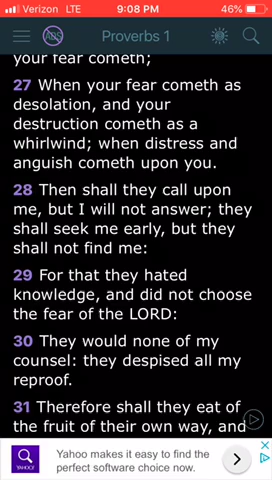 Verizon LTE 9:08 PM 46%
ADS Proverbs 1
your fear cometh;
27 When your fear cometh as
desolation, and your
destruction cometh as a
whirlwind; when distress and
anguish cometh upon you.
28 Then shall they call upon
me, but I will not answer; they
shall seek me early, but they
shall not find me:
29 For that they hated
knowledge, and did not choose
the fear of the LORD:
30 They would none of my
counsel: they despised all my
reproof.
31 Therefore shall they eat of
the fruit of their own way, and
YAHOO!
Yahoo makes it easy to find the
perfect software choice now.